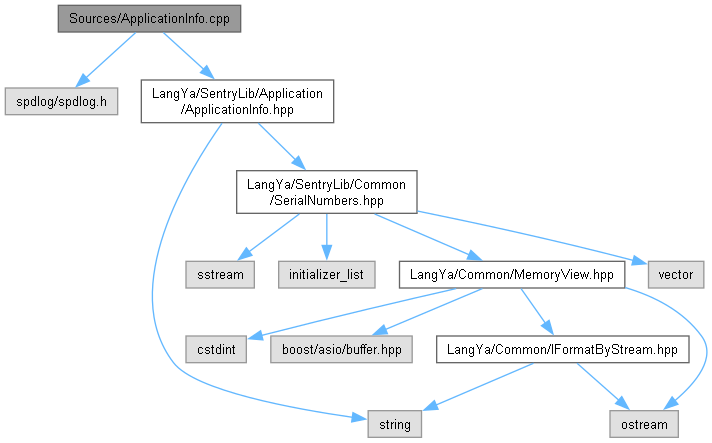 Sources/ApplicationInfo.cpp
spdlog/spdlog.h
LangYa/SentryLib/Application
/ApplicationInfo.hpp
LangYa/SentryLib/Common
/SerialNumbers.hpp
sstream
initializer_list
LangYa/Common/MemoryView.hpp
vector
cstdint
boost/asio/buffer.hpp
LangYa/Common/IFormatByStream.hpp
string
ostream